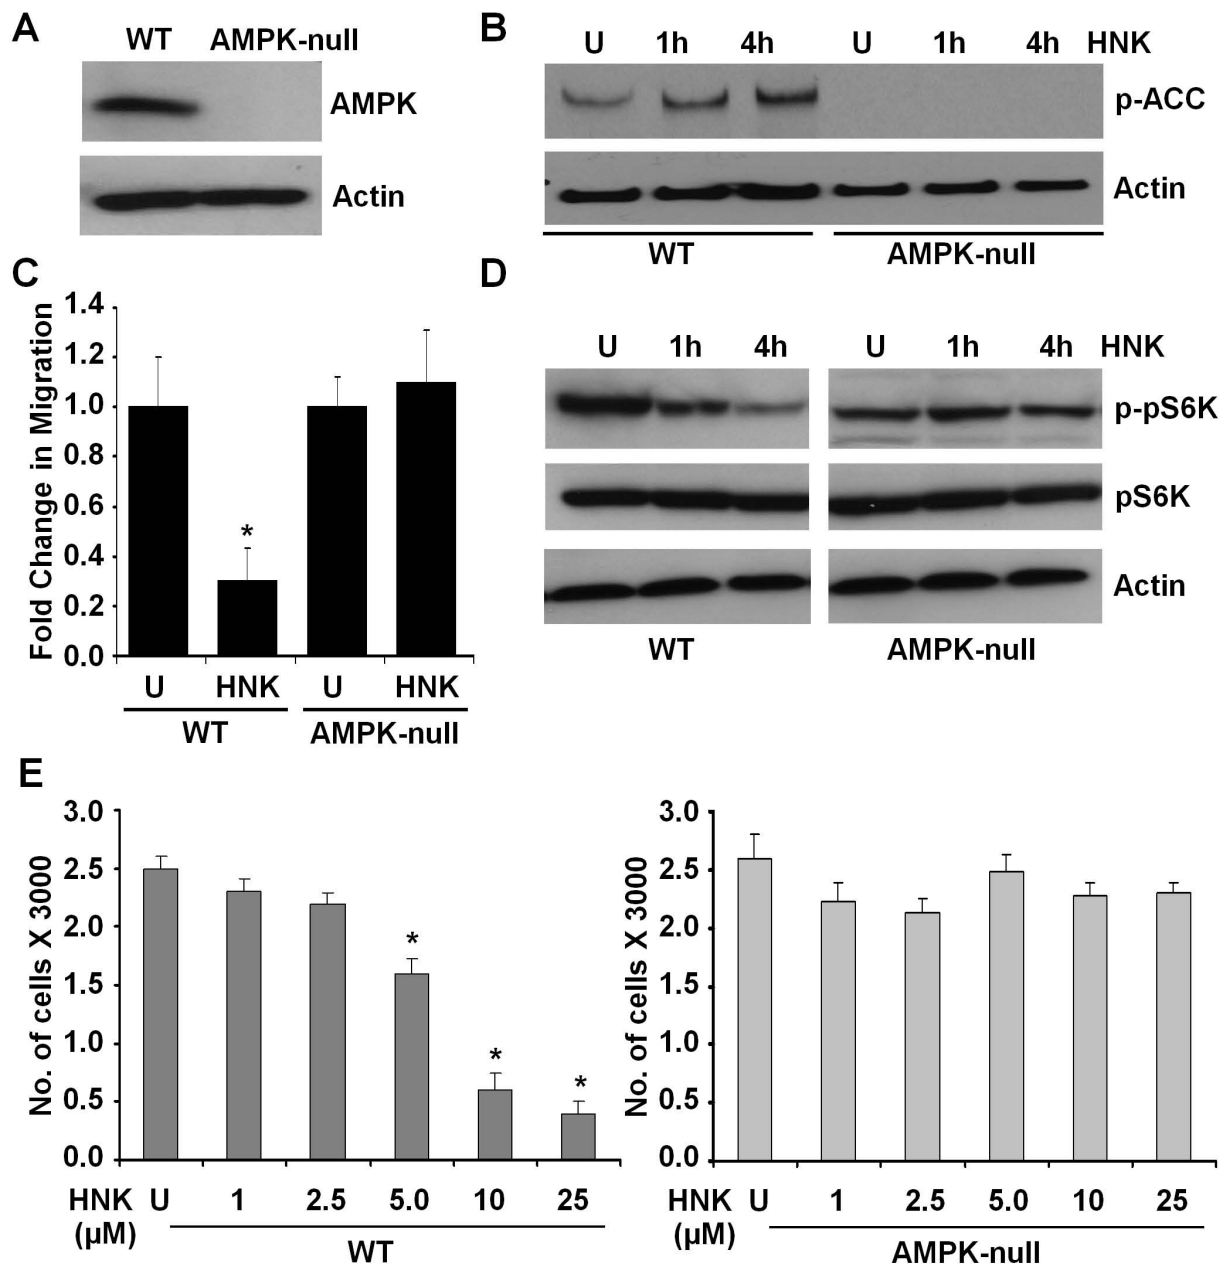 A
WT AMPK-null
AMPK
Actin
B
U 1h 4h U 1h 4h HNK
p-ACC
Actin
WT AMPK-null
C
Fold Change in Migration
1.4
1.2
1.0
0.8
0.6
0.4
0.2
0.0
*
U HNK U HNK
WT AMPK-null
D
U 1h 4h U 1h 4h HNK
p-pS6K
pS6K
Actin
WT AMPK-null
E
No. of cells X 3000
3.0
2.5
2.0
1.5
1.0
0.5
0.0
* * *
HNK U 1 2.5 5.0 10 25
(µM)
WT
No. of cells X 3000
3.0
2.5
2.0
1.5
1.0
0.5
0.0
HNK U 1 2.5 5.0 10 25
(µM)
AMPK-null